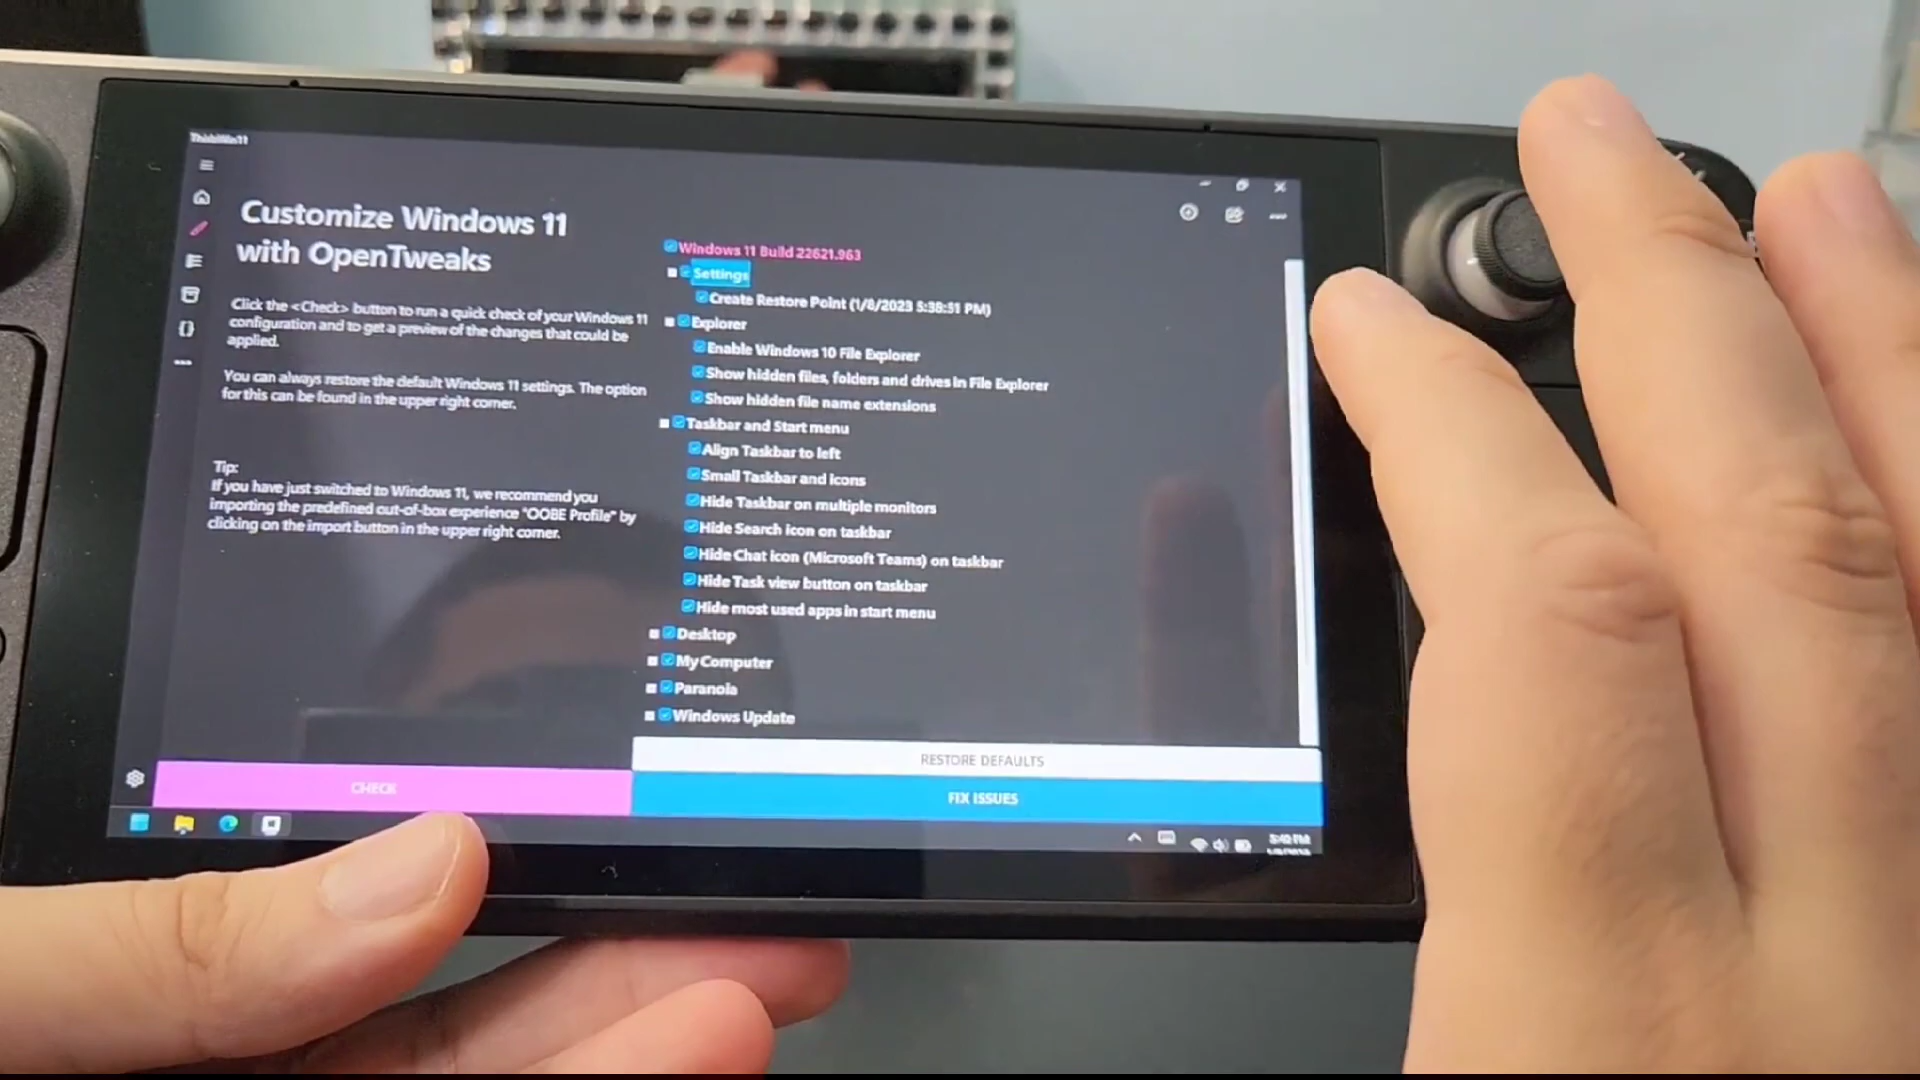 ThisIsWin11
Customize Windows 11
with OpenTweaks
Click the <Check> button to run a quick check of your Windows 11
configuration and to get a preview of the changes that could be
applied.
You can always restore the default Windows 11 settings. The option
for this can be found in the upper right corner.
Tip:
If you have just switched to Windows 11, we recommend you
importing the predefined out-of-box experience "OOBE Profile" by
clicking on the import button in the upper right corner.
Windows 11 Build 22621.963
Settings
Create Restore Point (1/8/2023 5:38:51 PM)
Explorer
Enable Windows 10 File Explorer
Show hidden files, folders and drives in File Explorer
Show hidden file name extensions
Taskbar and Start menu
Align Taskbar to left
Small Taskbar and Icons
Hide Taskbar on multiple monitors
Hide Search icon on taskbar
Hide Chat icon (Microsoft Teams) on taskbar
Hide Task view button on taskbar
Hide most used apps in start menu
Desktop
My Computer
Paranoia
Windows Update
RESTORE DEFAULTS
CHECK
FIX ISSUES
5:40 PM